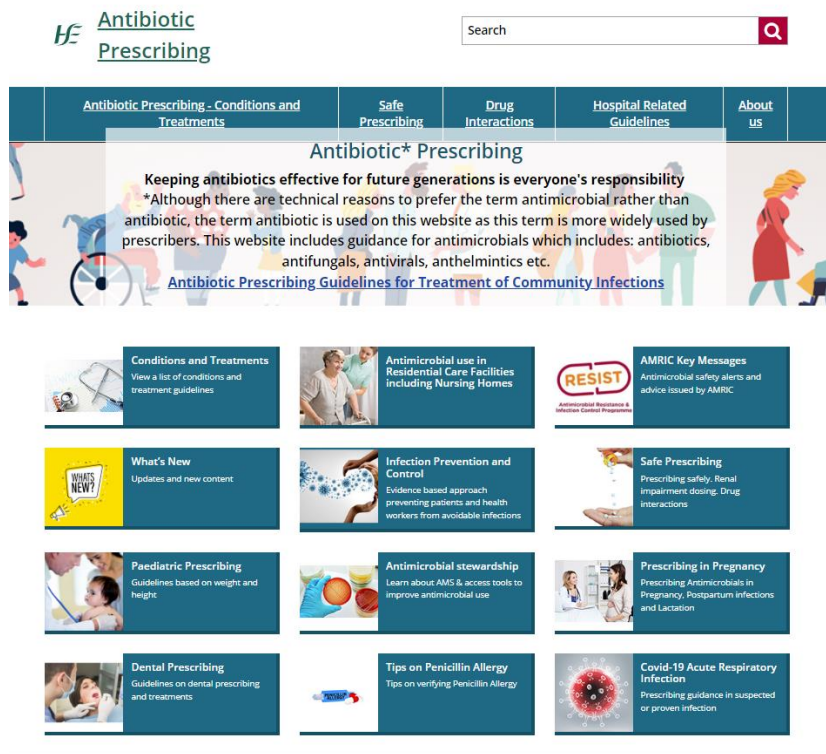 HE Antibiotic
Prescribing
Search
Antibiotic Prescribing - Conditions and
Treatments
Safe
Prescribing
Drug
Interactions
Hospital Related
Guidelines
About
us
Antibiotic* Prescribing
Keeping antibiotics effective for future generations is everyone's responsibility
*Although there are technical reasons to prefer the term antimicrobial rather than
antibiotic, the term antibiotic is used on this website as this term is more widely used by
prescribers. This website includes guidance for antimicrobials which includes: antibiotics,
antifungals, antivirals, anthelmintics etc.
Antibiotic Prescribing Guidelines for Treatment of Community Infections
Conditions and Treatments
View a list of conditions and
treatment guidelines
Antimicrobial use in
Residential Care Facilities
including Nursing Homes
RESIST
Antimicrobial Resistance &
Infection Control Programme
AMRIC Key Messages
Antimicrobial safety alerts and
advice issued by AMRIC
WHATS
NEW?
What's New
Updates and new content
Infection Prevention and
Control
Evidence based approach
preventing patients and health
workers from avoidable infections
Safe Prescribing
Prescribing safely. Renal
impairment dosing. Drug
interactions
Paediatric Prescribing
Guidelines based on weight and
height
Antimicrobial stewardship
Learn about AMS & access tools to
improve antimicrobial use
Prescribing in Pregnancy
Prescribing Antimicrobials in
Pregnancy, Postpartum infections
and Lactation
Dental Prescribing
Guidelines on dental prescribing
and treatments
Tips on Penicillin Allergy
Tips on verifying Penicillin Allergy
Covid-19 Acute Respiratory
Infection
Prescribing guidance in suspected
or proven infection